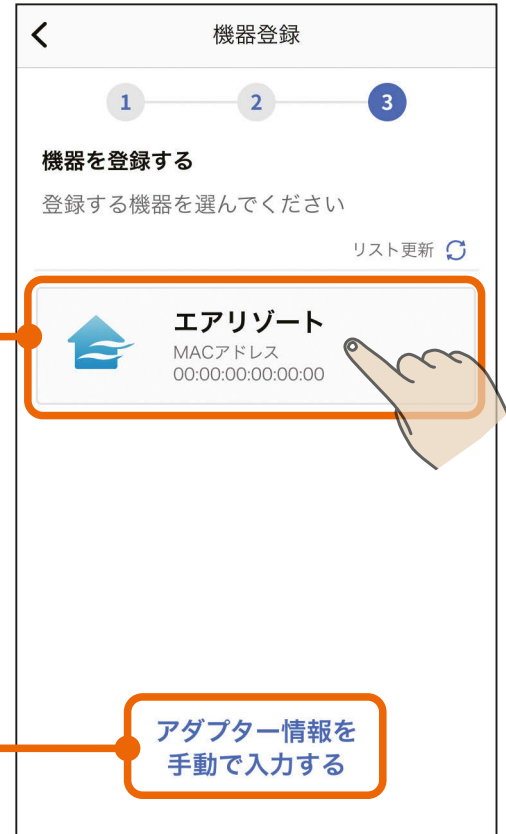 機器登録
1 2 3
機器を登録する
登録する機器を選んでください
リスト更新
エアリゾート
MACアドレス
00:00:00:00:00:00
アダプター情報を
手動で入力する